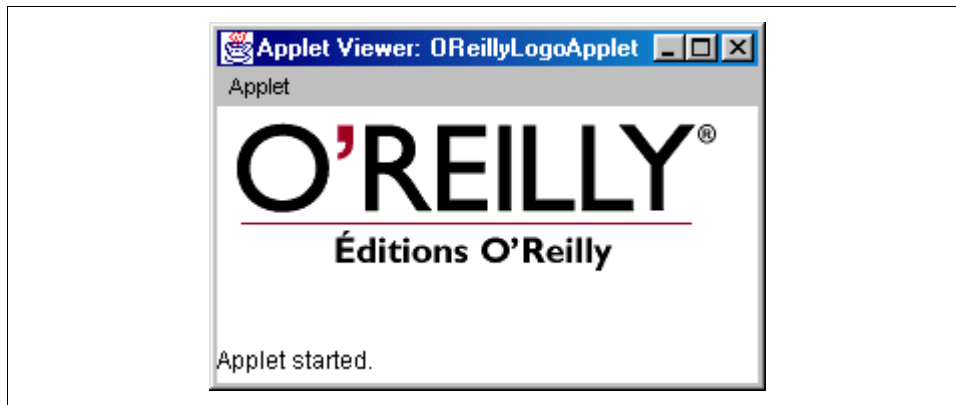 Applet Viewer: OReillyLogoApplet
Applet
O'REILLY®
Éditions O'Reilly
Applet started.